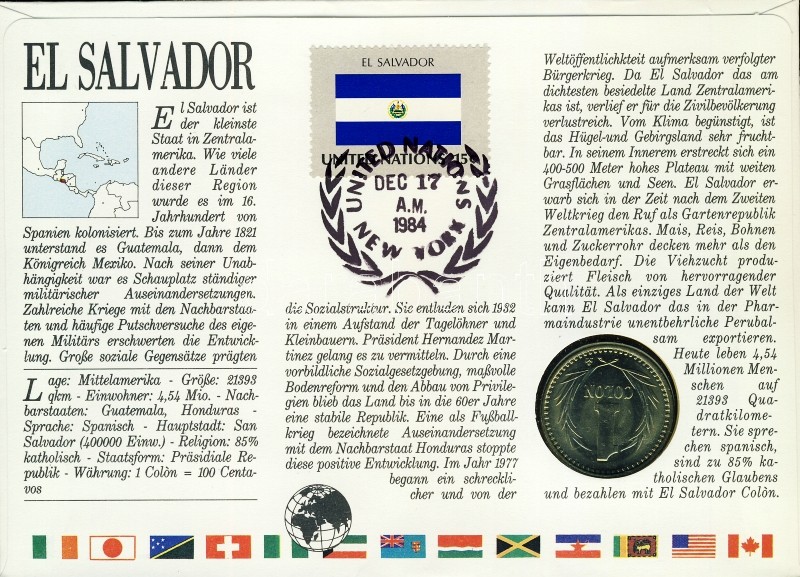 EL SALVADOR
El Salvador ist
der kleinste
Staat in Zentrala-
merika. Wie viele
andere Länder
dieser Region
wurde es im 16.
Jahrhundert von
Spanien kolonisiert. Bis zum Jahre 1821
unterstand es Guatemala, dann dem
Königreich Mexiko. Nach seiner Unab-
hängigkeit war es Schauplatz ständiger
militärischer Auseinandersetzungen.
Zahlreiche Kriege mit den Nachbarstaa-
ten und häufige Putschversuche des eige-
nen Militärs erschwerten die Entwick-
lung. Große soziale Gegensätze prägten
Lage: Mittelamerika - Größe: 21393
qkm - Einwohner: 4,54 Mio. - Nach-
barstaaten: Guatemala, Honduras -
Sprache: Spanisch - Hauptstadt: San
Salvador (400000 Einw.) - Religion: 85%
katholisch - Staatsform: Präsidiale Re-
publik - Währung: 1 Colòn = 100 Centa-
vos
EL SALVADOR
UNITED NATIONS 15c
UNITED NATIONS
DEC 17
A.M.
1984
NEW YORK
die Sozialstruktur. Sie entluden sich 1932
in einem Aufstand der Tagelöhner und
Kleinbauern. Präsident Hernandez Mar-
tinez gelang es zu vermitteln. Durch eine
vorbildliche Sozialgesetzgebung, maßvolle
Bodenreform und den Abbau von Privile-
gien blieb das Land bis in die 60er Jahre
eine stabile Republik. Eine als Fußball-
krieg bezeichnete Auseinandersetzung
mit dem Nachbarstaat Honduras stoppte
diese positive Entwicklung. Im Jahr 1977
begann ein schreckli-
cher und von der
Weltöffentlichkteit aufmerksam verfolgter
Bürgerkrieg. Da El Salvador das am
dichtesten besiedelte Land Zentralameri-
kas ist, verlief er für die Zivilbevölkerung
verlustreich. Vom Klima begünstigt, ist
das Hügel-und Gebirgsland sehr frucht-
bar. In seinem Innerem erstreckt sich ein
400-500 Meter hohes Plateau mit weiten
Grasflächen und Seen. El Salvador er-
warb sich in der Zeit nach dem Zweiten
Weltkrieg den Ruf als Gartenrepublik
Zentralamerikas. Mais, Reis, Bohnen
und Zuckerrohr decken mehr als den
Eigenbedarf. Die Viehzucht produ-
ziert Fleisch von hervorragender
Qualität. Als einziges Land der Welt
kann El Salvador das in der Phar-
maindustrie unentbehrliche Perubal-
sam exportieren.
Heute leben 4,54
Millionen Men-
schen auf
21393 Qua-
dratkilome-
tern. Sie spre-
chen spanisch,
sind zu 85% ka-
tholischen Glaubens
und bezahlen mit El Salvador Colòn.
1
COLON